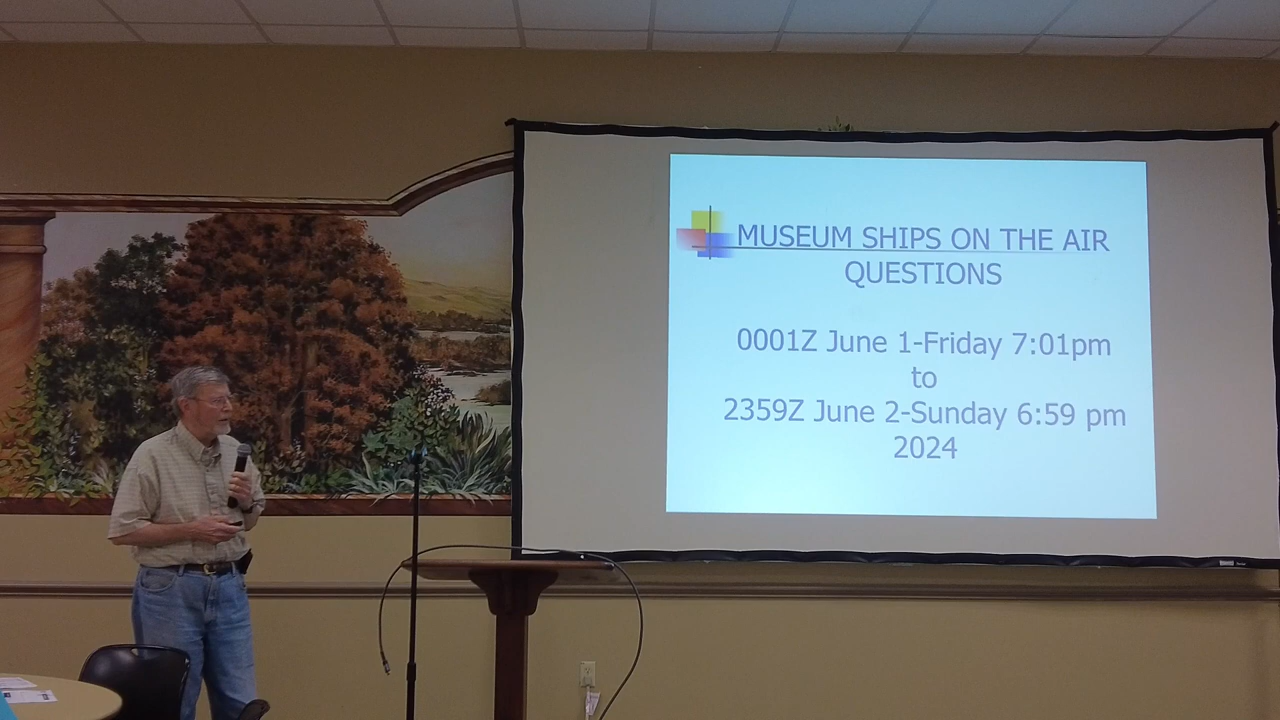 MUSEUM SHIPS ON THE AIR
QUESTIONS
0001Z June 1-Friday 7:01pm
to
2359Z June 2-Sunday 6:59 pm
2024